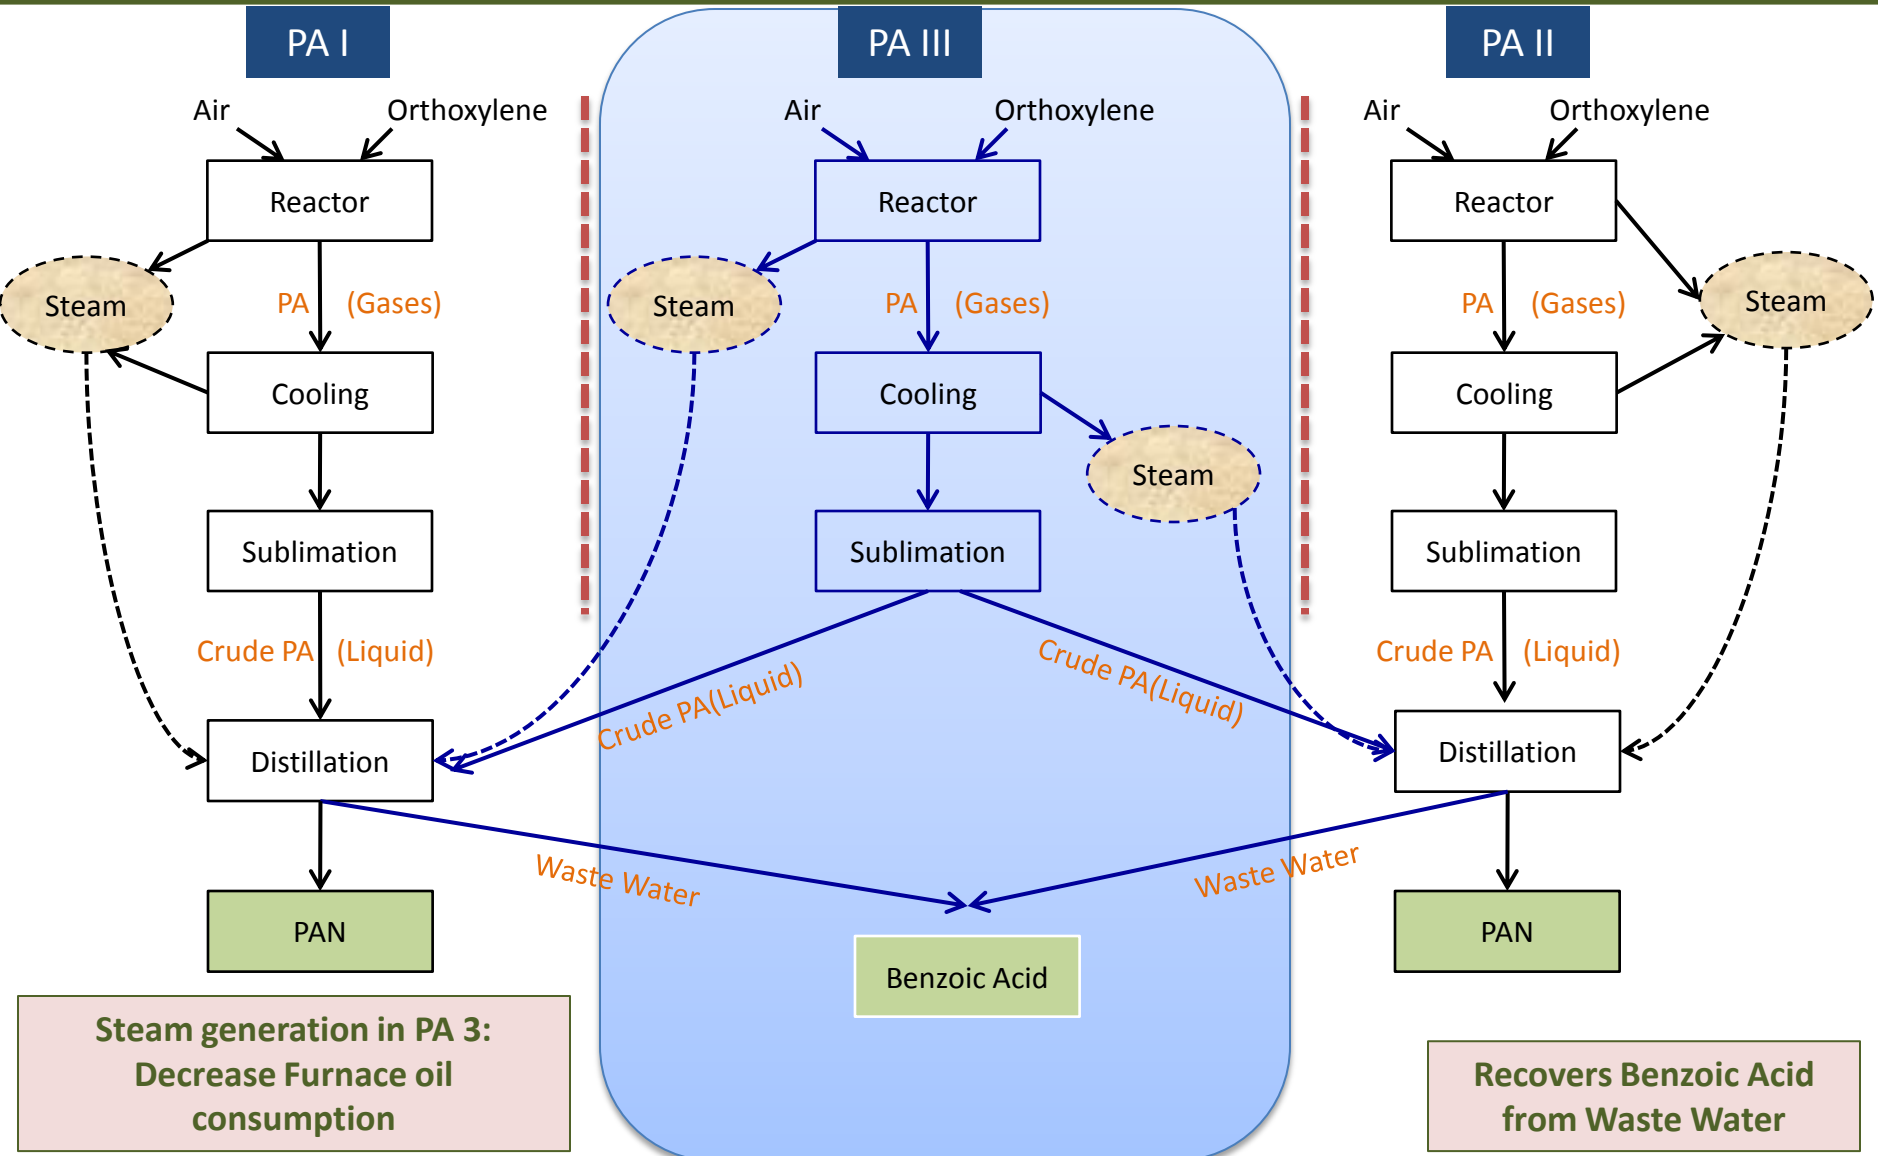 PA I
PA III
PA II
Air
Orthoxylene
Air
Orthoxylene
Air
Orthoxylene
Reactor
Reactor
Reactor
Steam
PA (Gases)
Steam
PA (Gases)
PA (Gases)
Steam
Cooling
Cooling
Cooling
Steam
Sublimation
Sublimation
Sublimation
Crude PA (Liquid)
Crude PA(Liquid)
Crude PA(Liquid)
Crude PA (Liquid)
Distillation
Distillation
Waste Water
Waste Water
PAN
Benzoic Acid
PAN
Steam generation in PA 3:
Decrease Furnace oil
consumption
Recovers Benzoic Acid
from Waste Water